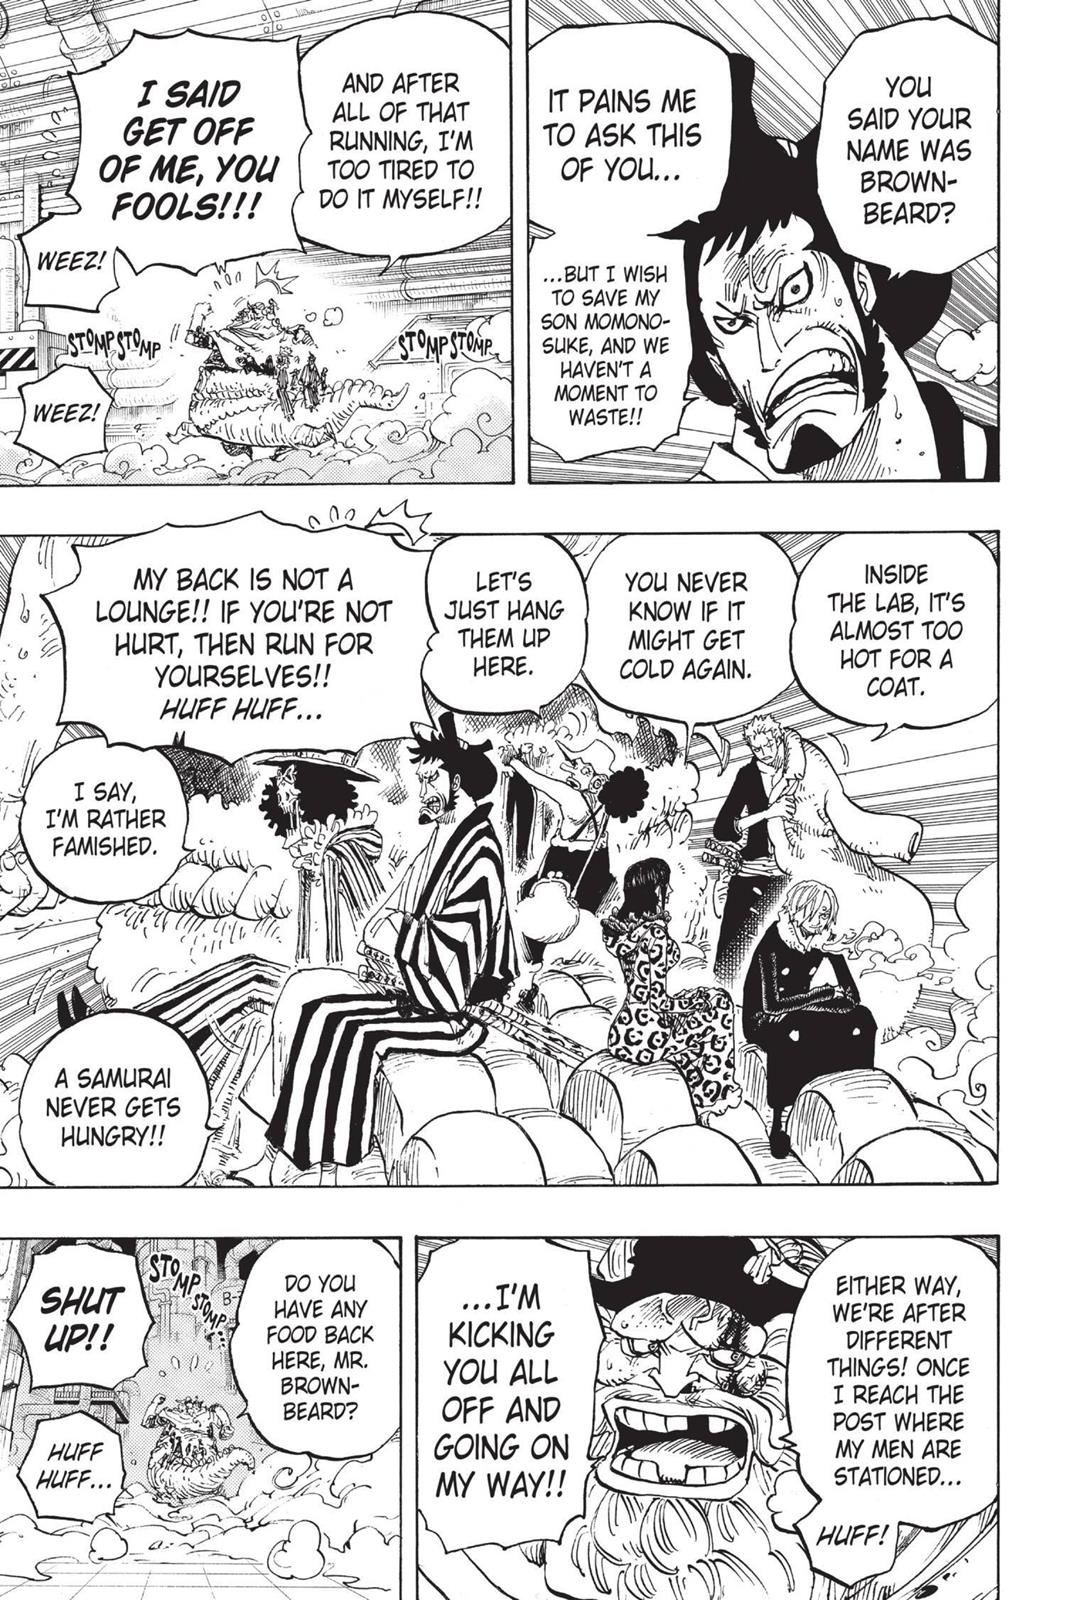 YOU
SAID YOUR
NAME WAS
BROWN-
BEARD?
IT PAINS ME
TO ASK THIS
OF YOU...
...BUT I WISH
TO SAVE MY
SON MOMONO-
SUKE, AND WE
HAVEN'T A
MOMENT TO
WASTE!!
AND AFTER
ALL OF THAT
RUNNING, I'M
TOO TIRED TO
DO IT MYSELF!!
I SAID
GET OFF
OF ME, YOU
FOOLS!!!
WEEZ!
STOMP STOMP
STOMP STOMP
WEEZ!
INSIDE
THE LAB, IT'S
ALMOST TOO
HOT FOR A
COAT.
YOU NEVER
KNOW IF IT
MIGHT GET
COLD AGAIN.
LET'S
JUST HANG
THEM UP
HERE.
MY BACK IS NOT A
LOUNGE!! IF YOU'RE NOT
HURT, THEN RUN FOR
YOURSELVES!!
HUFF HUFF...
I SAY,
I'M RATHER
FAMISHED.
A SAMURAI
NEVER GETS
HUNGRY!!
EITHER WAY,
WE'RE AFTER
DIFFERENT
THINGS! ONCE
I REACH THE
POST WHERE
MY MEN ARE
STATIONED...
HUFF!
...I'M
KICKING
YOU ALL
OFF AND
GOING ON
MY WAY!!
DO YOU
HAVE ANY
FOOD BACK
HERE, MR.
BROWN-
BEARD?
STOMP
STOMP...
SHUT
UP!!
HUFF
HUFF...